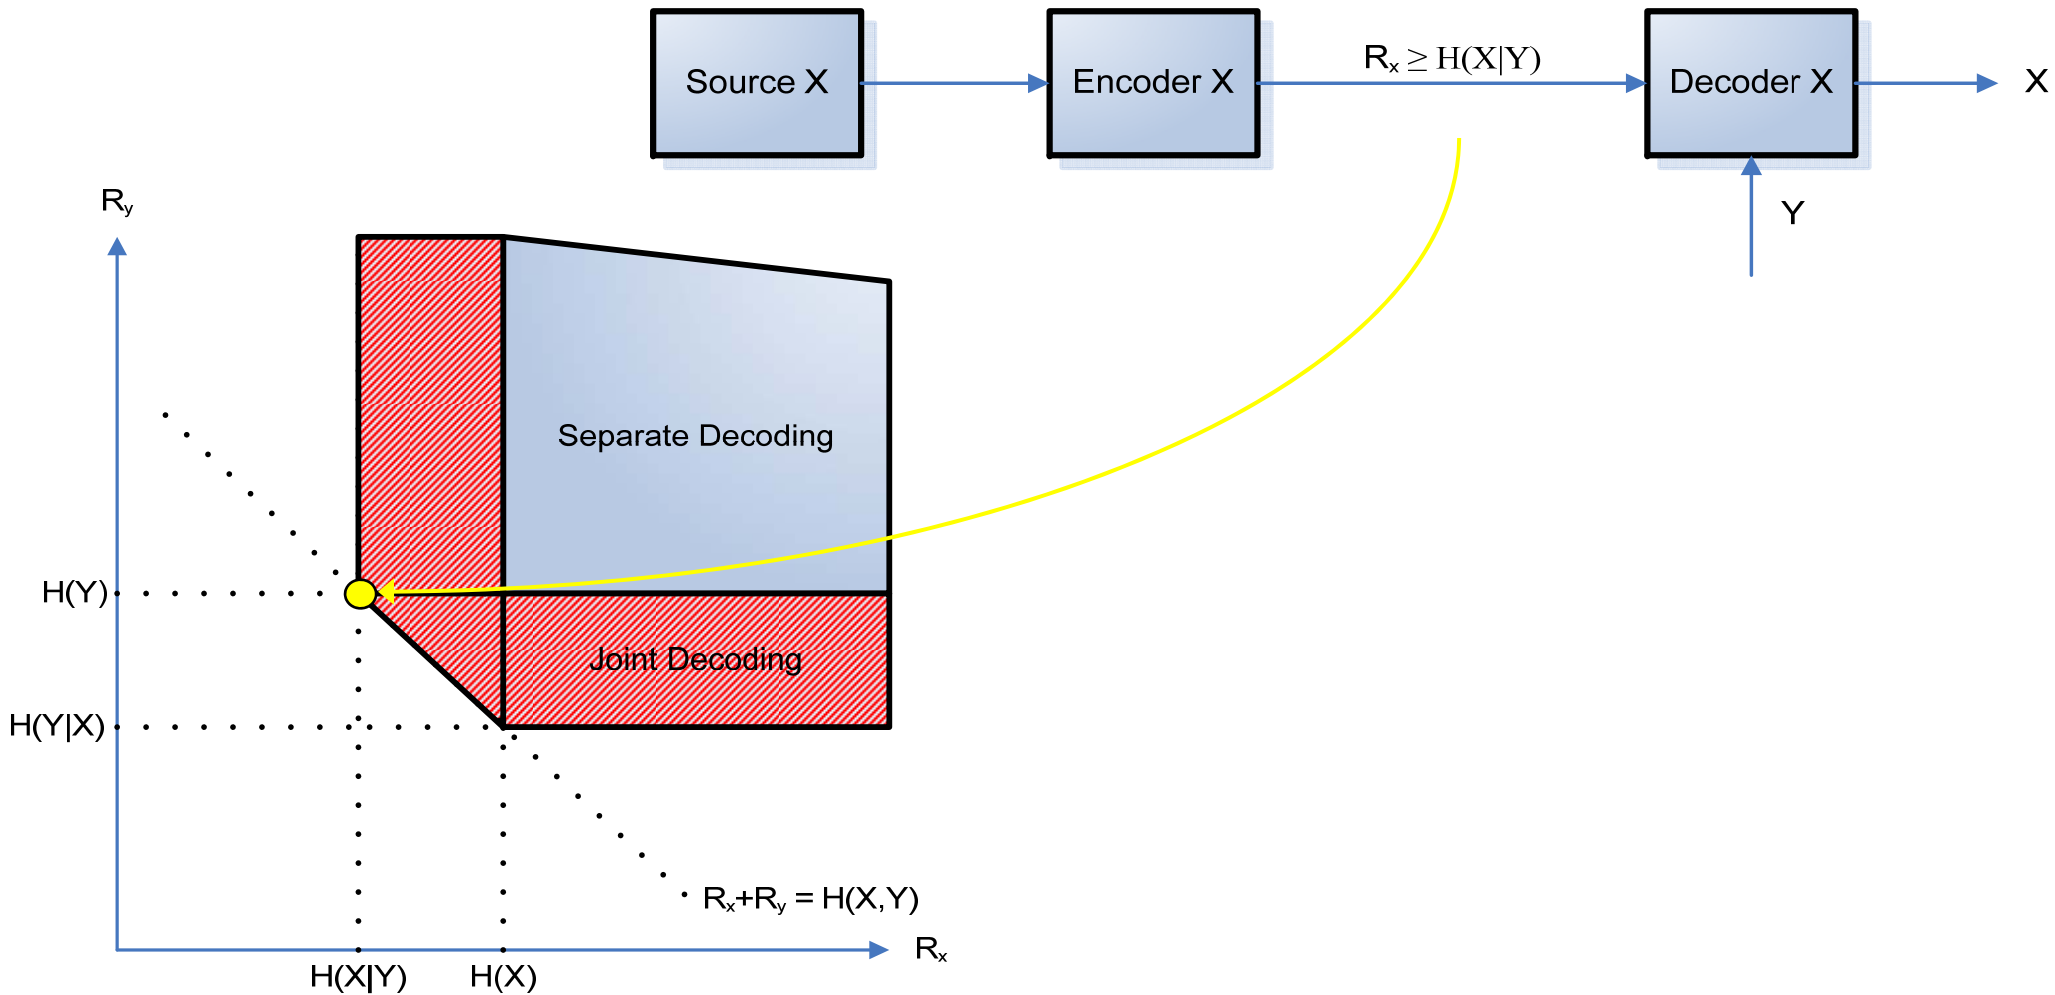 Source X
Encoder X
Rx ≥ H(X|Y)
Decoder X
X
Y
Ry
Separate Decoding
H(Y)
Joint Decoding
H(Y|X)
Rx+Ry = H(X,Y)
Rx
H(X|Y)
H(X)